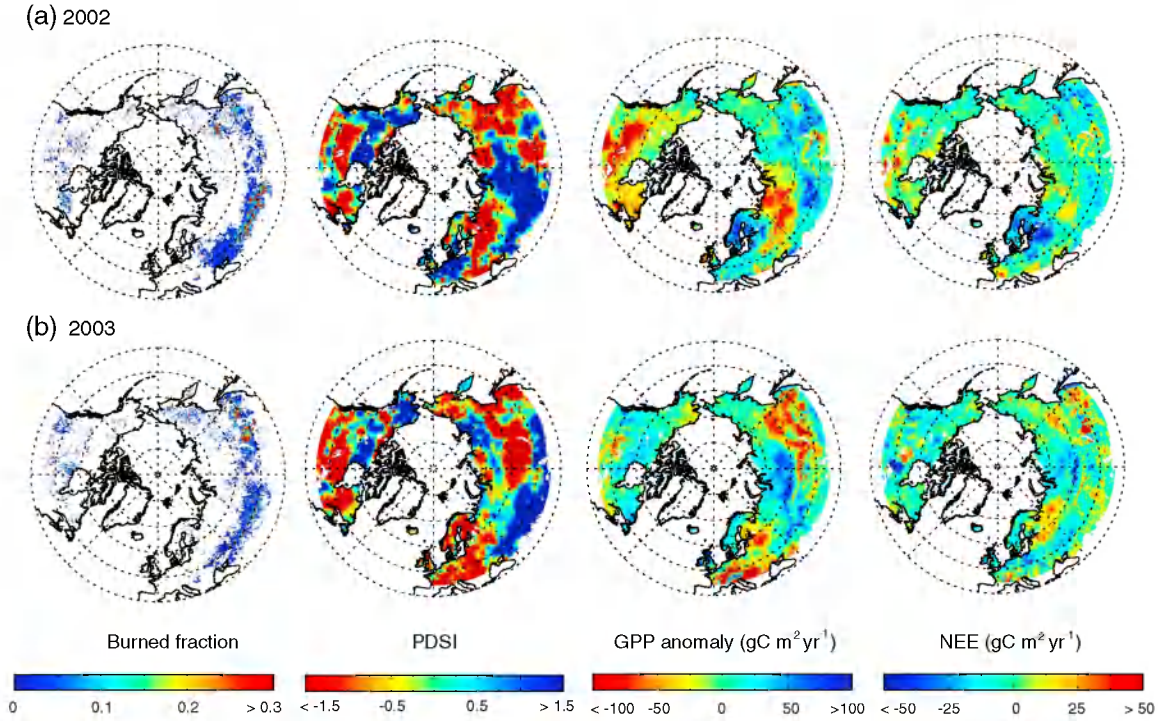 (a) 2002
(b) 2003
Burned fraction PDSI GPP anomaly (gC m² yr⁻¹) NEE (gC m² yr⁻¹)
0 0.1 0.2 > 0.3 < -1.5 -0.5 0.5 > 1.5 < -100 -50 0 50 >100 < -50 -25 0 25 > 50